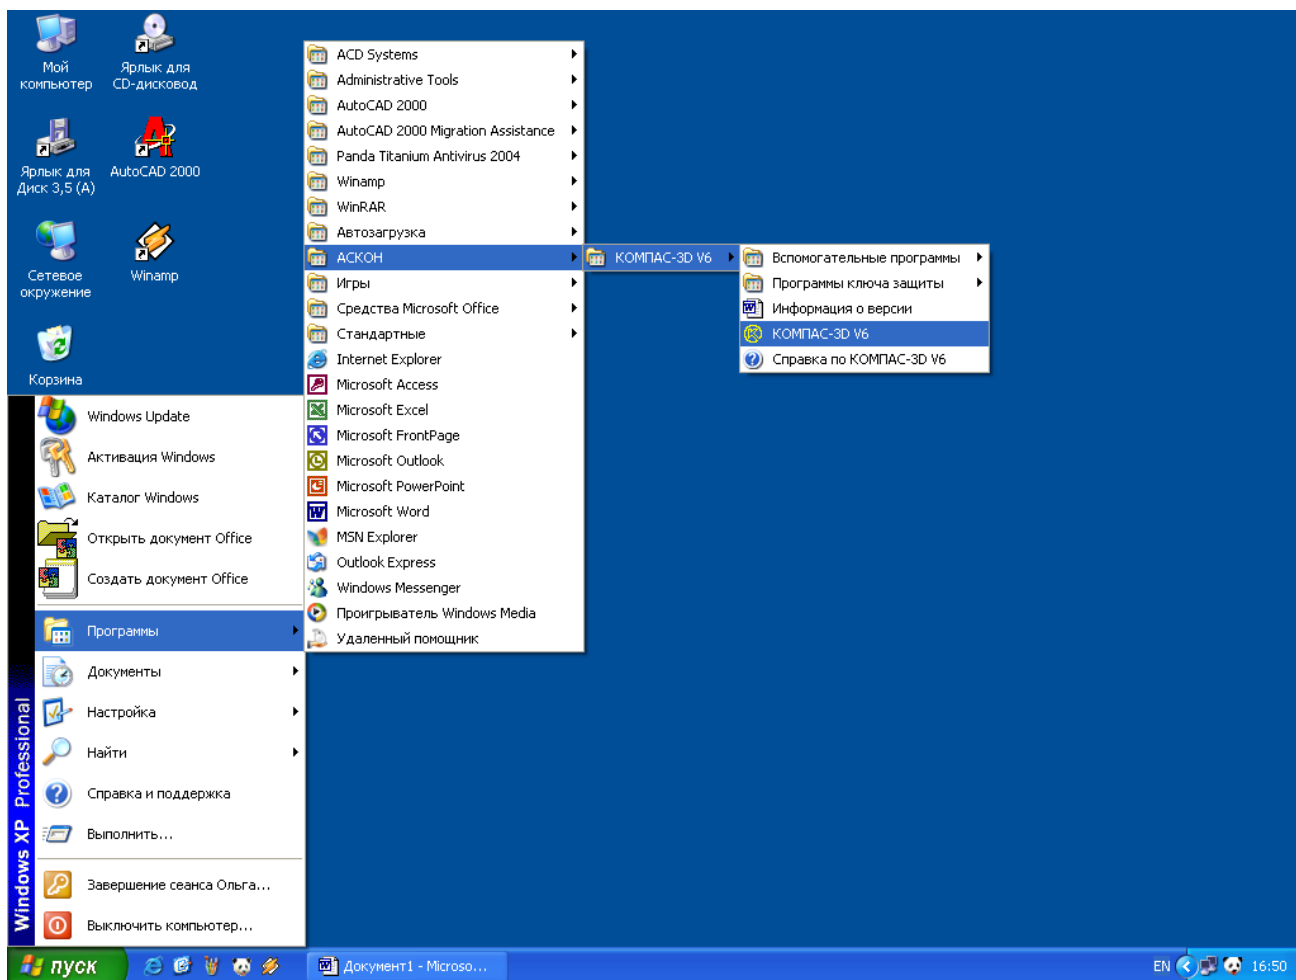 Мой
компьютер
Ярлык для
CD-дисковод
Ярлык для
Диск 3,5 (A)
AutoCAD 2000
Сетевое
окружение
Winamp
Корзина
Windows Update
Активация Windows
Каталог Windows
Открыть документ Office
Создать документ Office
Программы
Документы
Настройка
Найти
Справка и поддержка
Выполнить...
Завершение сеанса Ольга...
Выключить компьютер...
Windows XP Professional
ACD Systems
Administrative Tools
AutoCAD 2000
AutoCAD 2000 Migration Assistance
Panda Titanium Antivirus 2004
Winamp
WinRAR
Автозагрузка
АСКОН
Игры
Средства Microsoft Office
Стандартные
Internet Explorer
Microsoft Access
Microsoft Excel
Microsoft FrontPage
Microsoft Outlook
Microsoft PowerPoint
Microsoft Word
MSN Explorer
Outlook Express
Windows Messenger
Проигрыватель Windows Media
Удаленный помощник
КОМПАС-3D V6
Вспомогательные программы
Программы ключа защиты
Информация о версии
КОМПАС-3D V6
Справка по КОМПАС-3D V6
пуск
Документ1 - Microso...
EN
16:50